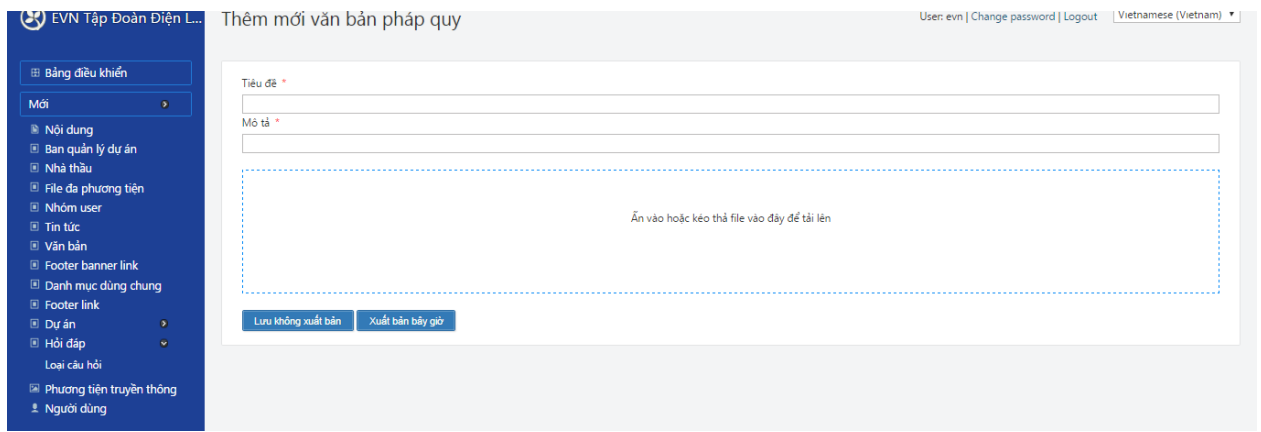 EVN Tập Đoàn Điện L...
Thêm mới văn bản pháp quy
User: evn | Change password | Logout
Vietnamese (Vietnam)
Bảng điều khiển
Mới
Nội dung
Ban quản lý dự án
Nhà thầu
File đa phương tiện
Nhóm user
Tin tức
Văn bản
Footer banner link
Danh mục dùng chung
Footer link
Dự án
Hỏi đáp
Loại câu hỏi
Phương tiện truyền thông
Người dùng
Tiêu đề *
Mô tả *
Ấn vào hoặc kéo thả file vào đây để tải lên
Lưu không xuất bản
Xuất bản bây giờ